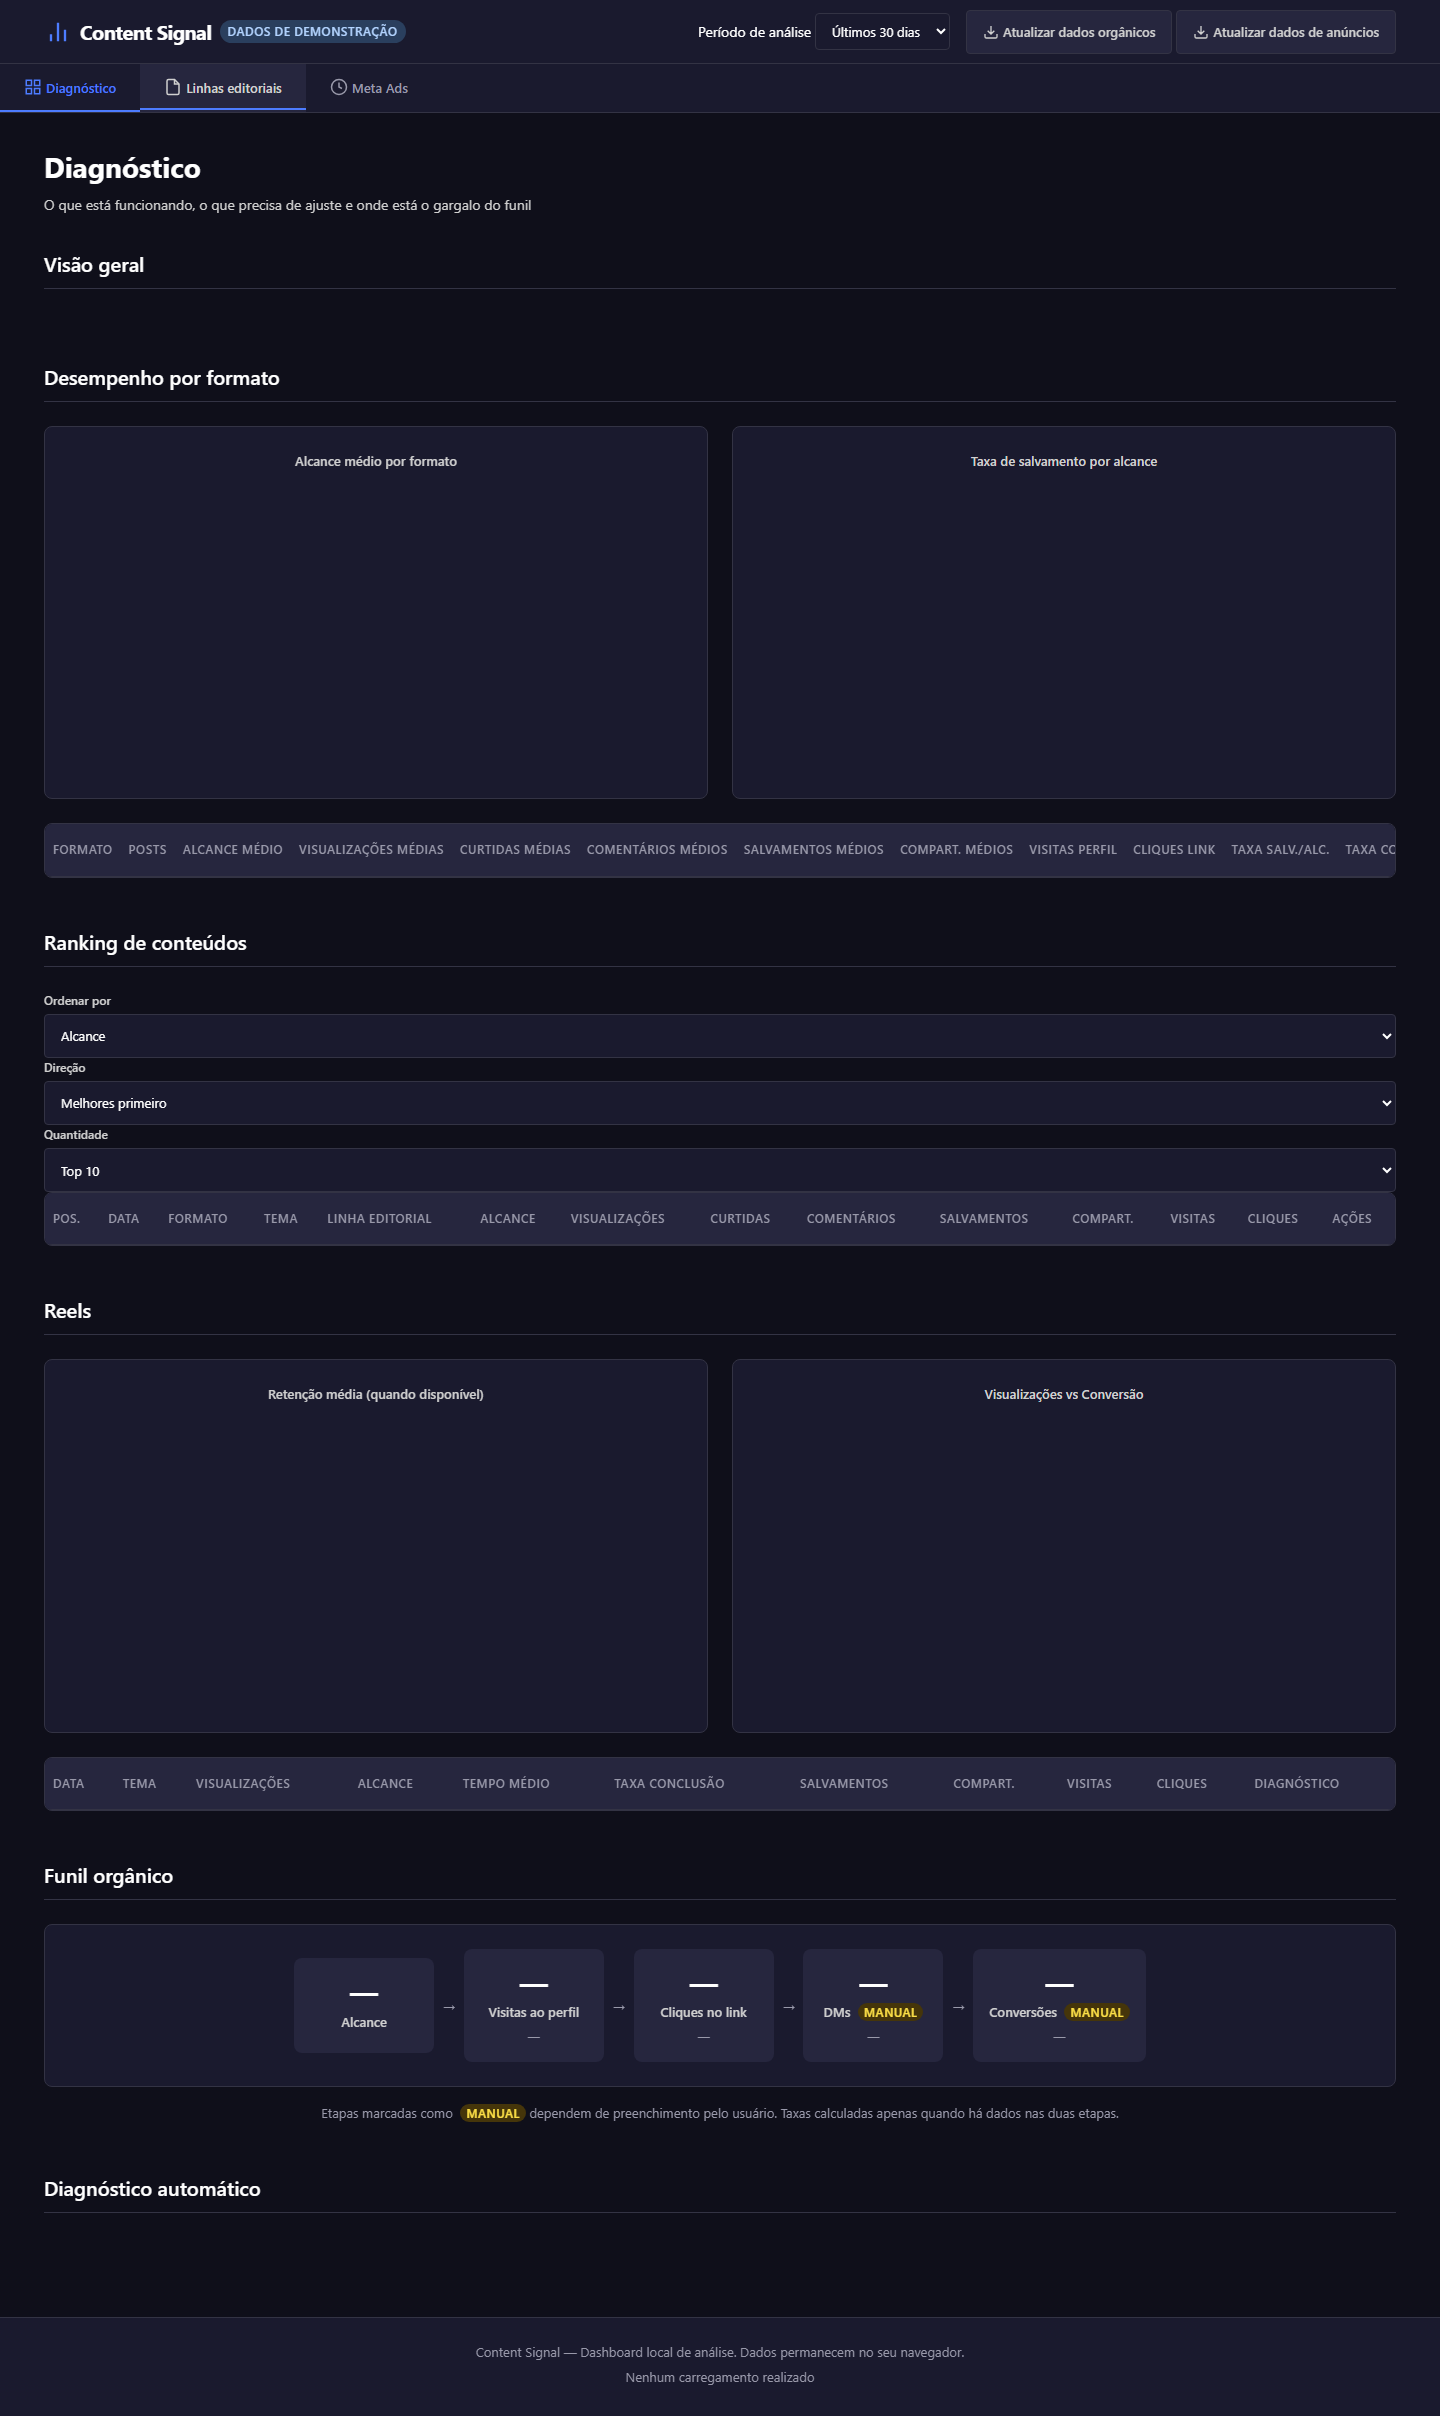 Content Signal DADOS DE DEMONSTRAÇÃO Período de análise Últimos 30 dias Atualizar dados orgânicos Atualizar dados de anúncios
Diagnóstico Linhas editoriais Meta Ads
Diagnóstico
O que está funcionando, o que precisa de ajuste e onde está o gargalo do funil
Visão geral
Desempenho por formato
Alcance médio por formato Taxa de salvamento por alcance
FORMATO POSTS ALCANCE MÉDIO VISUALIZAÇÕES MÉDIAS CURTIDAS MÉDIAS COMENTÁRIOS MÉDIOS SALVAMENTOS MÉDIOS COMPART. MÉDIOS VISITAS PERFIL CLIQUES LINK TAXA SALV./ALC. TAXA CO
Ranking de conteúdos
Ordenar por
Alcance
Direção
Melhores primeiro
Quantidade
Top 10
POS. DATA FORMATO TEMA LINHA EDITORIAL ALCANCE VISUALIZAÇÕES CURTIDAS COMENTÁRIOS SALVAMENTOS COMPART. VISITAS CLIQUES AÇÕES
Reels
Retenção média (quando disponível) Visualizações vs Conversão
DATA TEMA VISUALIZAÇÕES ALCANCE TEMPO MÉDIO TAXA CONCLUSÃO SALVAMENTOS COMPART. VISITAS CLIQUES DIAGNÓSTICO
Funil orgânico
— — — — —
Alcance → Visitas ao perfil → Cliques no link → DMs MANUAL → Conversões MANUAL
— — — —
Etapas marcadas como MANUAL dependem de preenchimento pelo usuário. Taxas calculadas apenas quando há dados nas duas etapas.
Diagnóstico automático
Content Signal — Dashboard local de análise. Dados permanecem no seu navegador.
Nenhum carregamento realizado